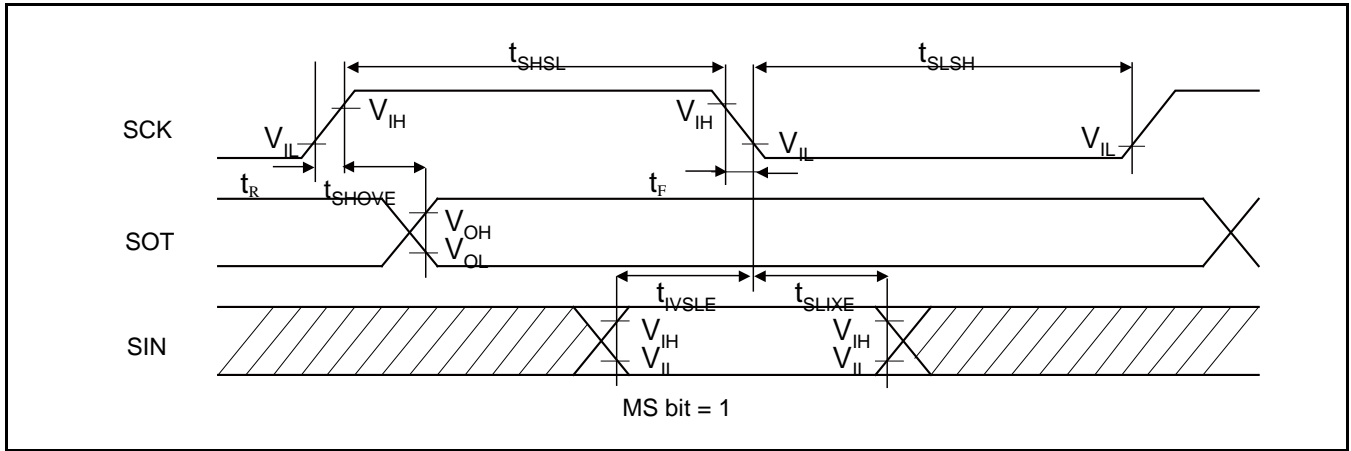 tSHSL tSLSH
SCK VIL VIH VIH VIL VIL
tR tSHOVE tF
SOT VOH
VOL
tIVSLE tSLIXE
SIN VIH VIH
VIL VIL
MS bit = 1